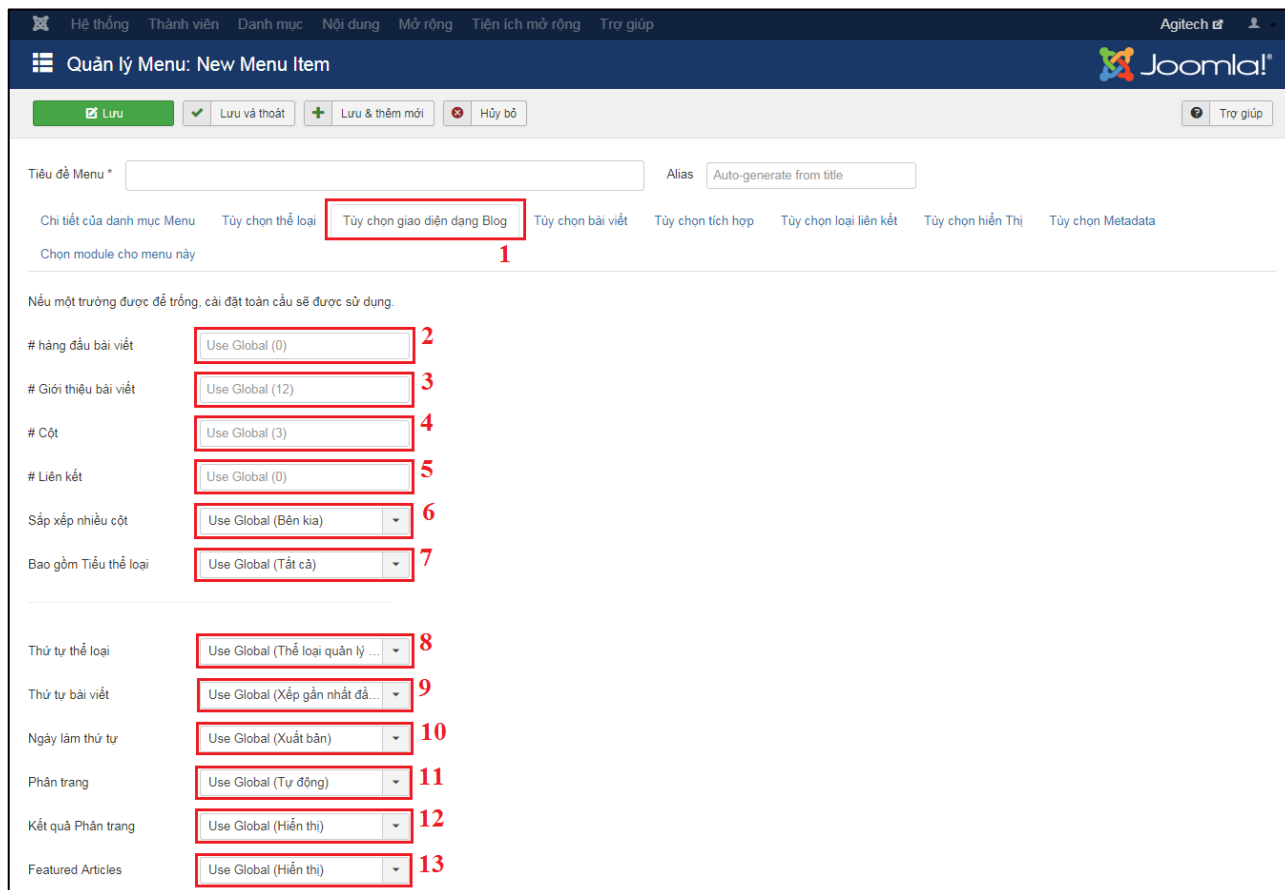 Hệ thống Thành viên Danh mục Nội dung Mở rộng Tiện ích mở rộng Trợ giúp Agitech
Quản lý Menu: New Menu Item Joomla!®
Lưu Lưu và thoát Lưu & thêm mới Hủy bỏ Trợ giúp
Tiêu đề Menu * Alias Auto-generate from title
Chi tiết của danh mục Menu Tùy chọn thể loại Tùy chọn giao diện dạng Blog Tùy chọn bài viết Tùy chọn tích hợp Tùy chọn loại liên kết Tùy chọn hiển Thị Tùy chọn Metadata
Chọn module cho menu này 1
Nếu một trường được để trống, cài đặt toàn cầu sẽ được sử dụng.
# hàng đầu bài viết Use Global (0) 2
# Giới thiệu bài viết Use Global (12) 3
# Cột Use Global (3) 4
# Liên kết Use Global (0) 5
Sắp xếp nhiều cột Use Global (Bên kia) 6
Bao gồm Tiểu thể loại Use Global (Tất cả) 7
Thứ tự thể loại Use Global (Thể loại quản lý ... 8
Thứ tự bài viết Use Global (Xếp gần nhất đầ... 9
Ngày làm thứ tự Use Global (Xuất bản) 10
Phân trang Use Global (Tự động) 11
Kết quả Phân trang Use Global (Hiển thị) 12
Featured Articles Use Global (Hiển thị) 13